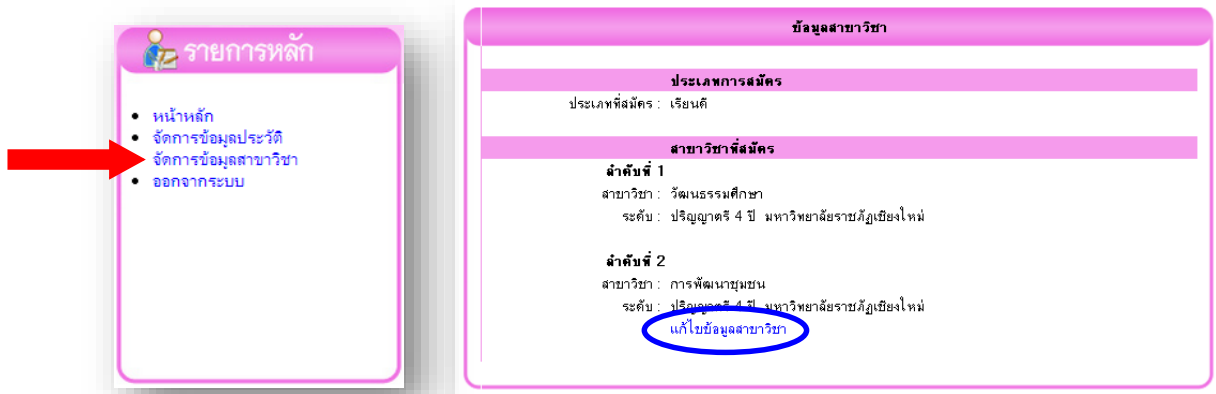 รายการหลัก
หน้าหลัก
จัดการข้อมูลประวัติ
จัดการข้อมูลสาขาวิชา
ออกจากระบบ
ข้อมูลสาขาวิชา
ประเภทการสมัคร
ประเภทที่สมัคร : เรียนดี
สาขาวิชาที่สมัคร
ลำดับที่ 1
สาขาวิชา : วัฒนธรรมศึกษา
ระดับ : ปริญญาตรี 4 ปี มหาวิทยาลัยราชภัฏเชียงใหม่
ลำดับที่ 2
สาขาวิชา : การพัฒนาชุมชน
ระดับ : ปริญญาตรี 4 ปี มหาวิทยาลัยราชภัฏเชียงใหม่
แก้ไขข้อมูลสาขาวิชา